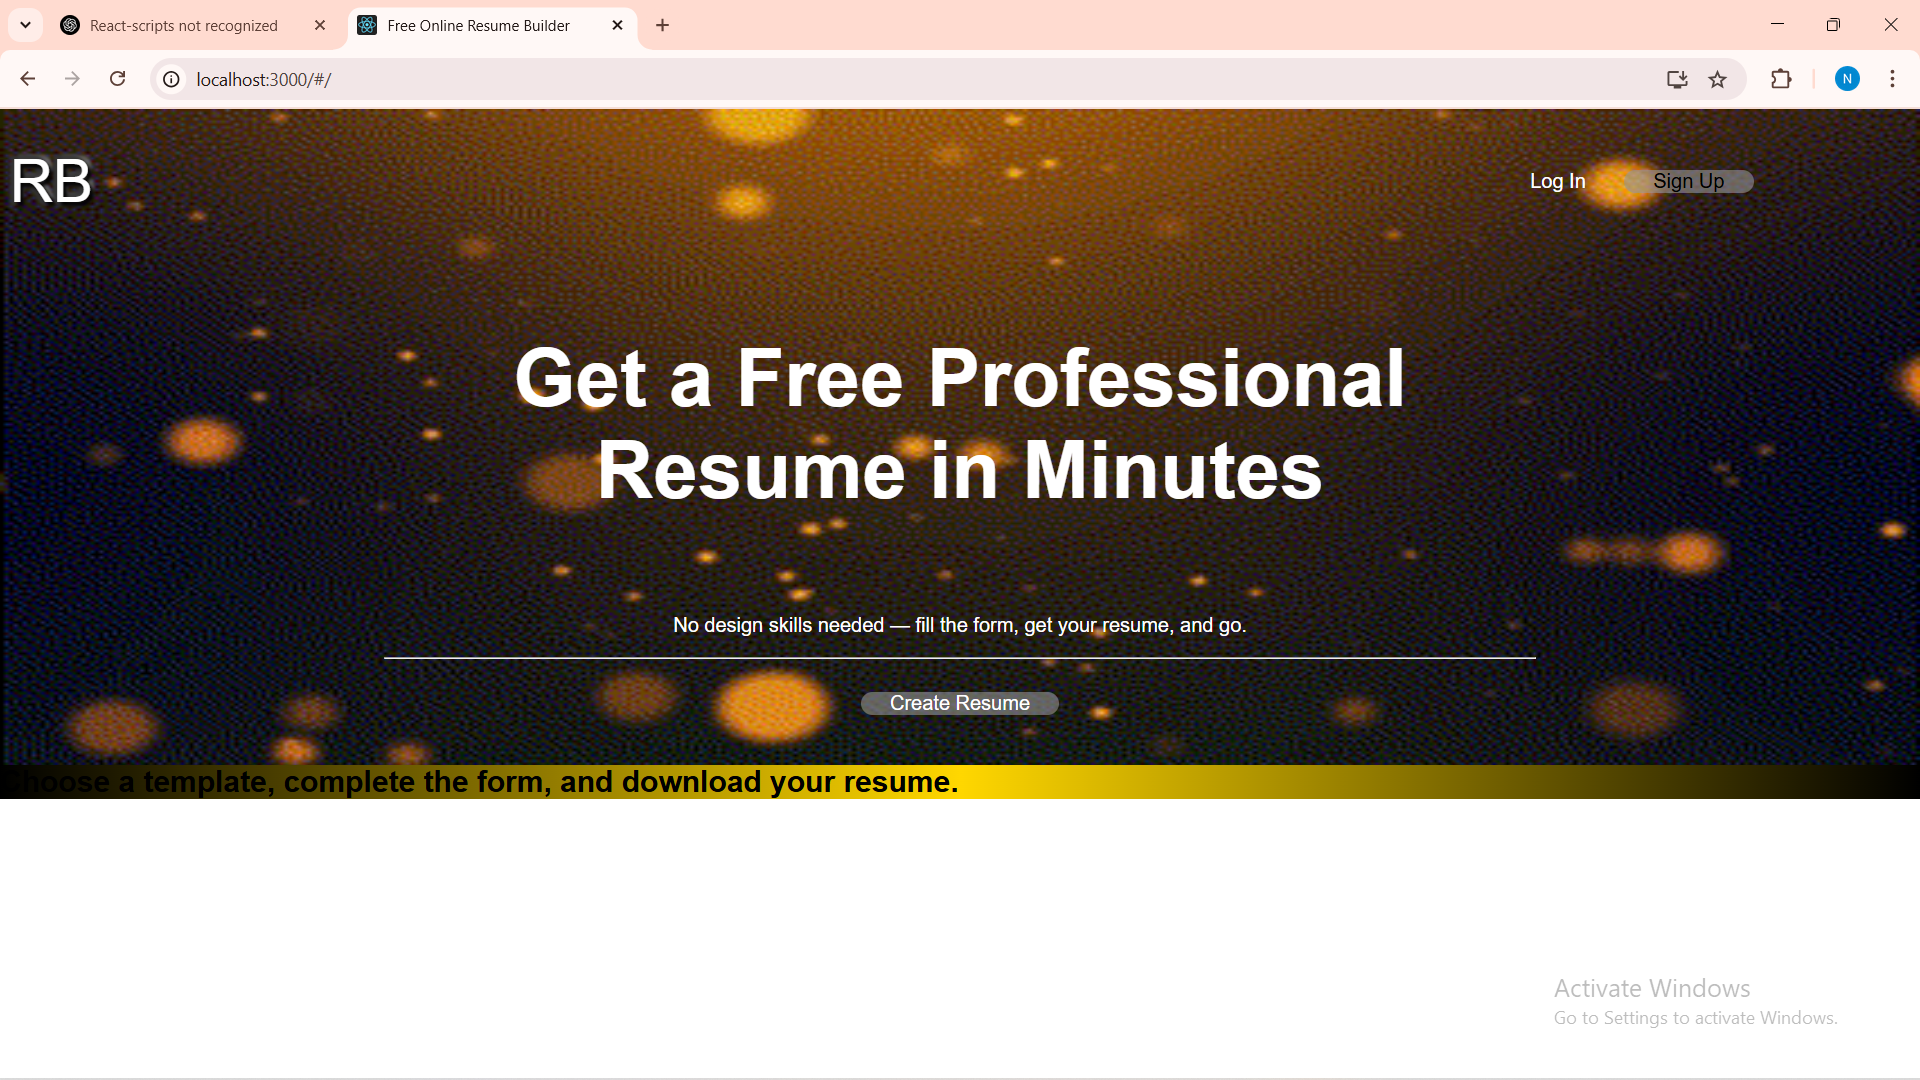 React-scripts not recognized
Free Online Resume Builder
localhost:3000/#/
N
RB
Log In
Sign Up
Get a Free Professional
Resume in Minutes
No design skills needed — fill the form, get your resume, and go.
Create Resume
Choose a template, complete the form, and download your resume.
Activate Windows
Go to Settings to activate Windows.